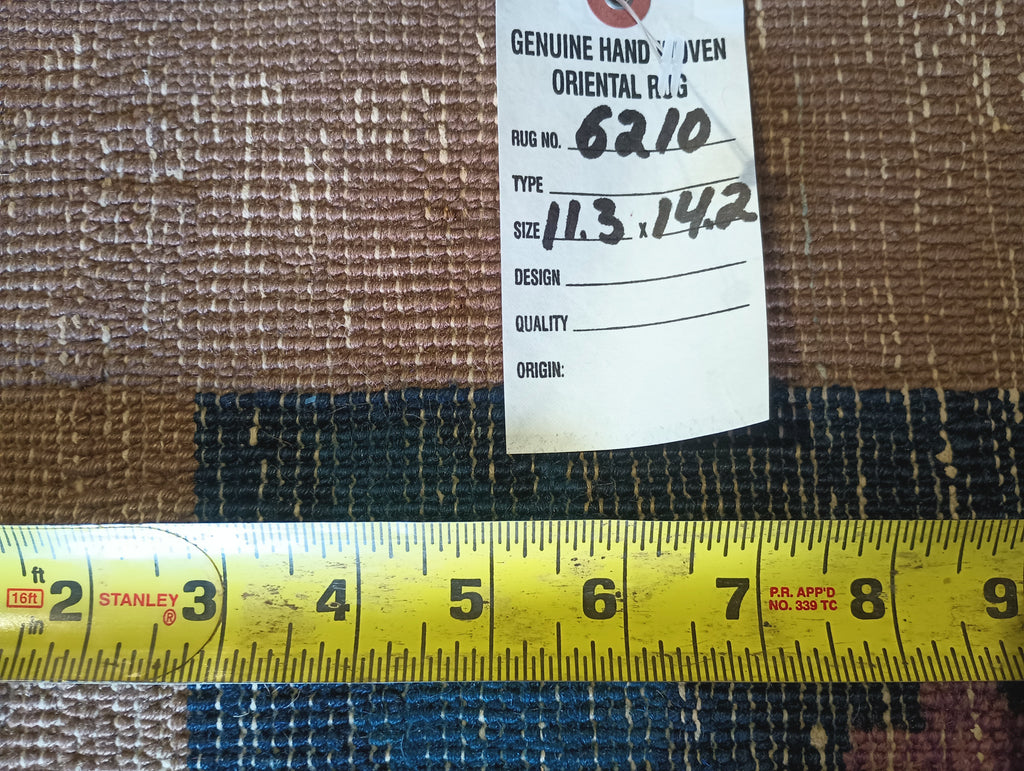 GENUINE HAND WOVEN
ORIENTAL RUG
RUG NO. 6210
TYPE
SIZE 11.3 x 14.2
DESIGN
QUALITY
ORIGIN:
ft
16ft 2 STANLEY® 3 4 5 6 7 P.R. APP'D 8 9
NO. 339 TC
in